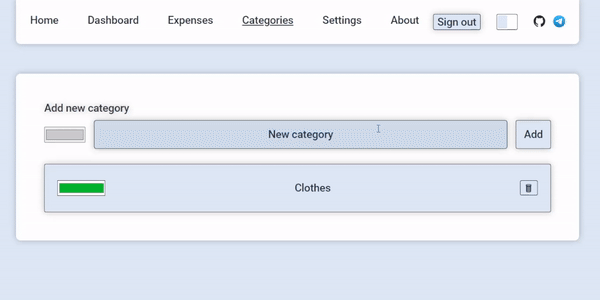 Home Dashboard Expenses Categories Settings About Sign out
Add new category
New category Add
Clothes